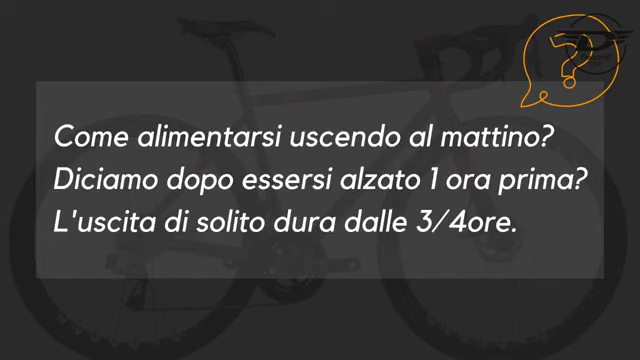 Come alimentarsi uscendo al mattino?
Diciamo dopo essersi alzato 1 ora prima?
L'uscita di solito dura dalle 3/4ore.